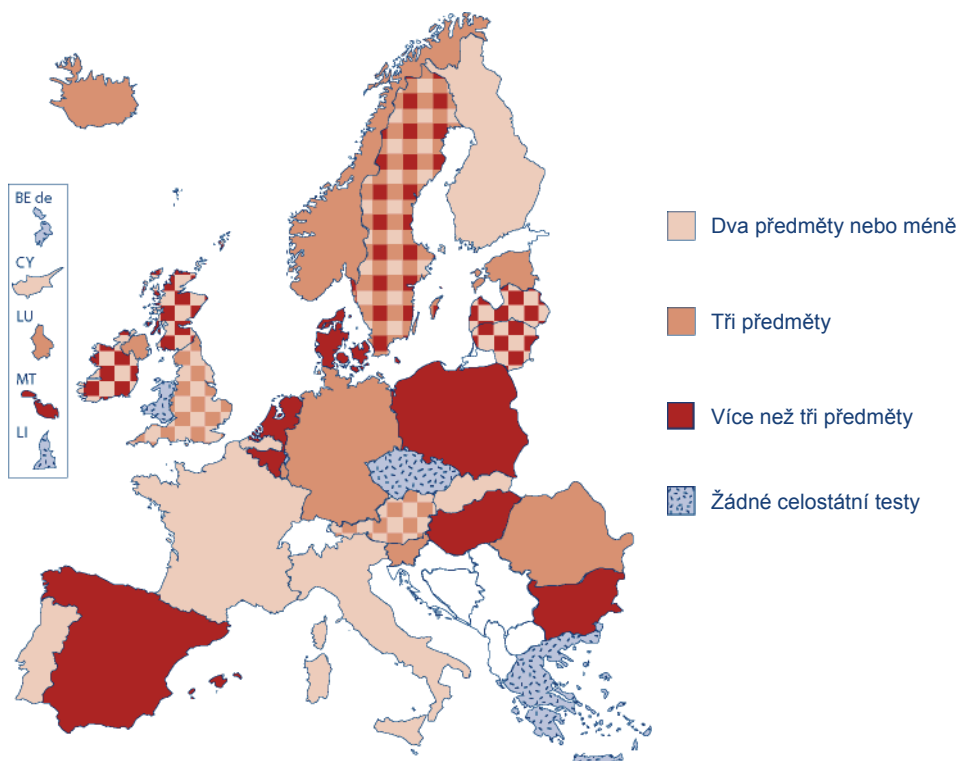 BE de
CY
LU
MT
LI
Dva předměty nebo méně
Tři předměty
Více než tři předměty
Žádné celostátní testy